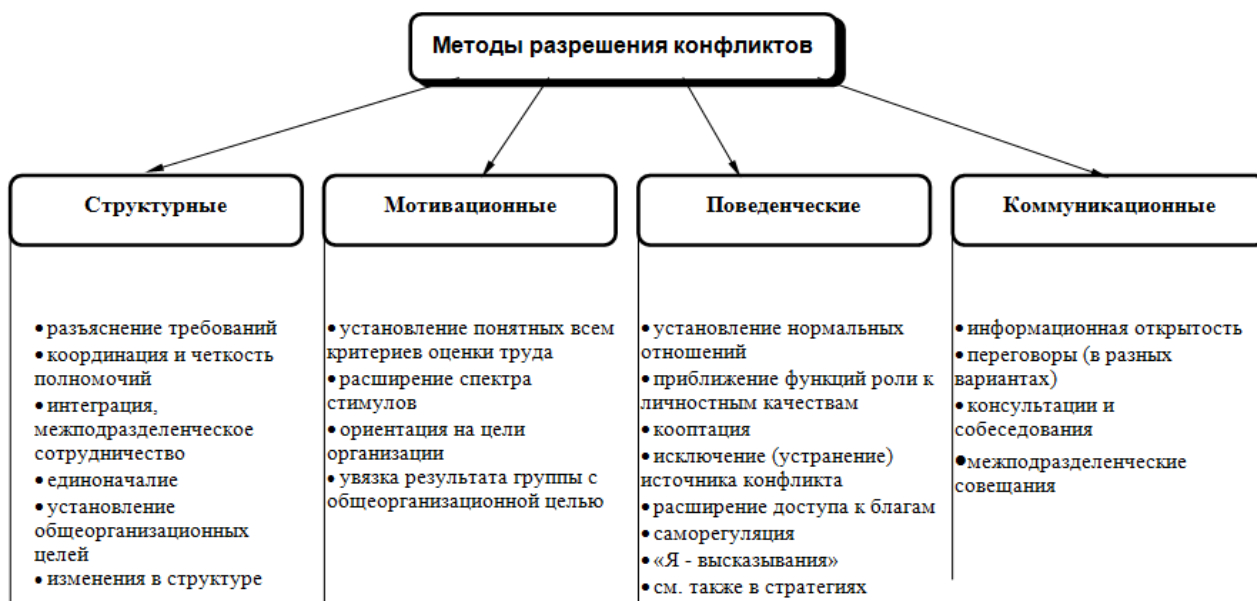 Методы разрешения конфликтов
Структурные
• разъяснение требований
• координация и четкость
полномочий
• интеграция,
межподразделенческое
сотрудничество
• единоначалие
• установление
общеорганизационных
целей
• изменения в структуре
Мотивационные
• установление понятных всем
критериев оценки труда
• расширение спектра
стимулов
• ориентация на цели
организации
• увязка результата группы с
общеорганизационной целью
Поведенческие
• установление нормальных
отношений
• приближение функций роли к
личностным качествам
• кооптация
• исключение (устранение)
источника конфликта
• расширение доступа к благам
• саморегуляция
• «Я - высказывания»
• см. также в стратегиях
Коммуникационные
• информационная открытость
• переговоры (в разных
вариантах)
• консультации и
собеседования
• межподразделенческие
совещания